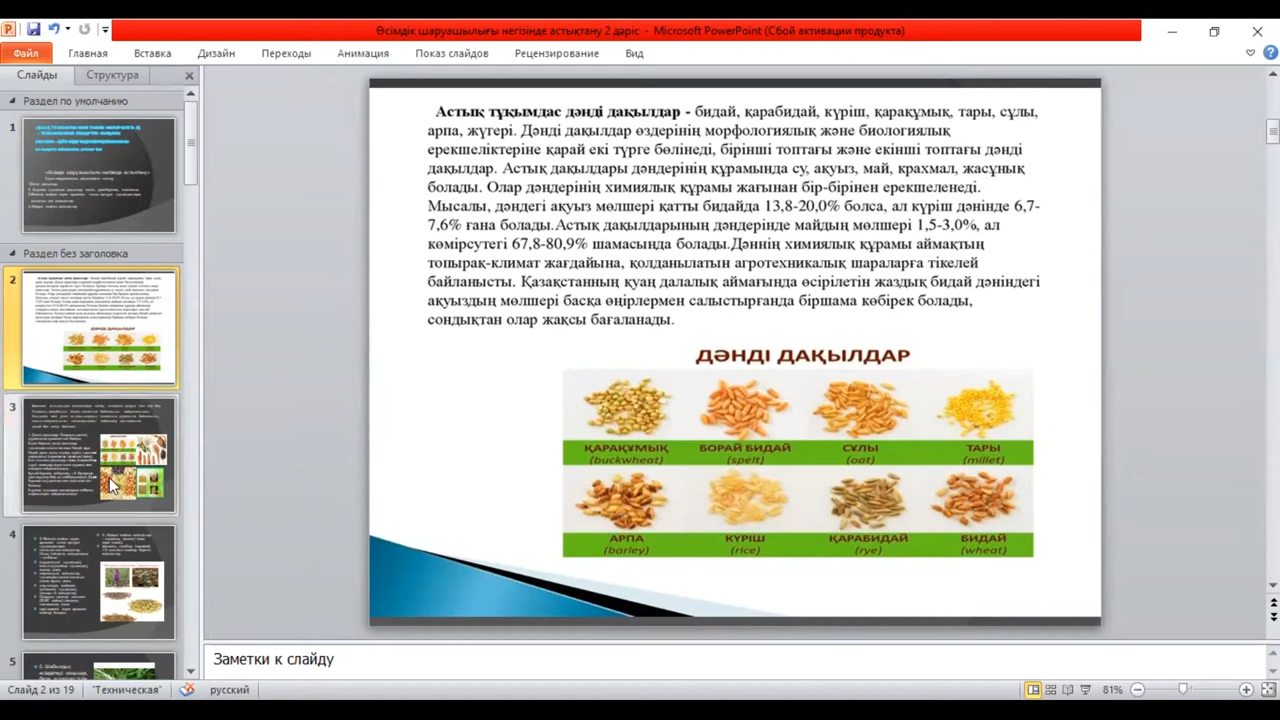 Өсімдік шаруашылығы негізінде астықтану 2 дәріс - Microsoft PowerPoint (Сбой активации продукта)
Файл Главная Вставка Дизайн Переходы Анимация Показ слайдов Рецензирование Вид
Слайды Структура
Раздел по умолчанию
1
Раздел без заголовка
2
3
4
5
Астық тұқымдас дәнді дақылдар - бидай, қарабидай, күріш, қарақұмық, тары, сұлы,
арпа, жүгері. Дәнді дақылдар өздерінің морфологиялық және биологиялық
ерекшеліктеріне қарай екі түрге бөлінеді, бірінші топтағы және екінші топтағы дәнді
дақылдар. Астық дақылдары дәндерінің құрамында су, ақуыз, май, крахмал, жасұнық
болады. Олар дәндерінің химиялық құрамы жағынан бір-бірінен ерекшеленеді.
Мысалы, дәндегі ақуыз мөлшері қатты бидайда 13,8-20,0% болса, ал күріш дәнінде 6,7-
7,6% ғана болады.Астық дақылдарының дәндерінде майдың мөлшері 1,5-3,0%, ал
көмірсутегі 67,8-80,9% шамасында болады.Дәннің химиялық құрамы аймақтың
топырақ-климат жағдайына, қолданылатын агротехникалық шараларға тікелей
байланысты. Қазақстанның қуаң далалық алқабында өсірілетін жаздық бидай дәніндегі
ақуыздың мөлшері басқа өңірлермен салыстырғанда біршама көбірек болады,
сондықтан олар жақсы бағаланады.
ДӘНДІ ДАҚЫЛДАР
ҚАРАҚҰМЫҚ БОРАЙ БИДАЙ СҰЛЫ ТАРЫ
(buckwheat) (spelt) (oat) (millet)
АРПА КҮРІШ ҚАРАБИДАЙ БИДАЙ
(barley) (rice) (rye) (wheat)
Заметки к слайду
Слайд 2 из 19 "Техническая" русский 81%